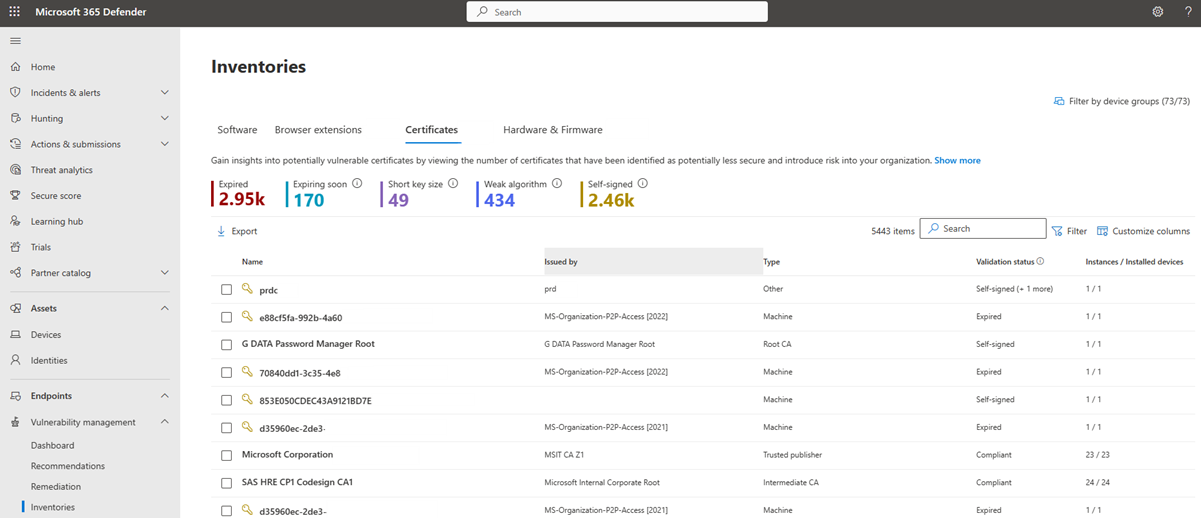 Microsoft 365 Defender
Search
?
Home
Incidents & alerts
Hunting
Actions & submissions
Threat analytics
Secure score
Learning hub
Trials
Partner catalog
Assets
Devices
Identities
Endpoints
Vulnerability management
Dashboard
Recommendations
Remediation
Inventories
Inventories
Filter by device groups (73/73)
Software Browser extensions Certificates Hardware & Firmware
Gain insights into potentially vulnerable certificates by viewing the number of certificates that have been identified as potentially less secure and introduce risk into your organization. Show more
Expired Expiring soon Short key size Weak algorithm Self-signed
2.95k 170 49 434 2.46k
Export 5443 items Search Filter Customize columns
Name Issued by Type Validation status Instances / Installed devices
prdc prd Other Self-signed (+ 1 more) 1 / 1
e88cf5fa-992b-4a60 MS-Organization-P2P-Access [2022] Machine Expired 1 / 1
G DATA Password Manager Root G DATA Password Manager Root Root CA Self-signed 1 / 1
70840dd1-3c35-4e8 MS-Organization-P2P-Access [2022] Machine Expired 1 / 1
853E050CDEC43A9121BD7E Machine Self-signed 1 / 1
d35960ec-2de3- MS-Organization-P2P-Access [2021] Machine Expired 1 / 1
Microsoft Corporation MSIT CA Z1 Trusted publisher Compliant 23 / 23
SAS HRE CP1 Codesign CA1 Microsoft Internal Corporate Root Intermediate CA Compliant 24 / 24
d35960ec-2de3- MS-Organization-P2P-Access [2021] Machine Expired 1 / 1